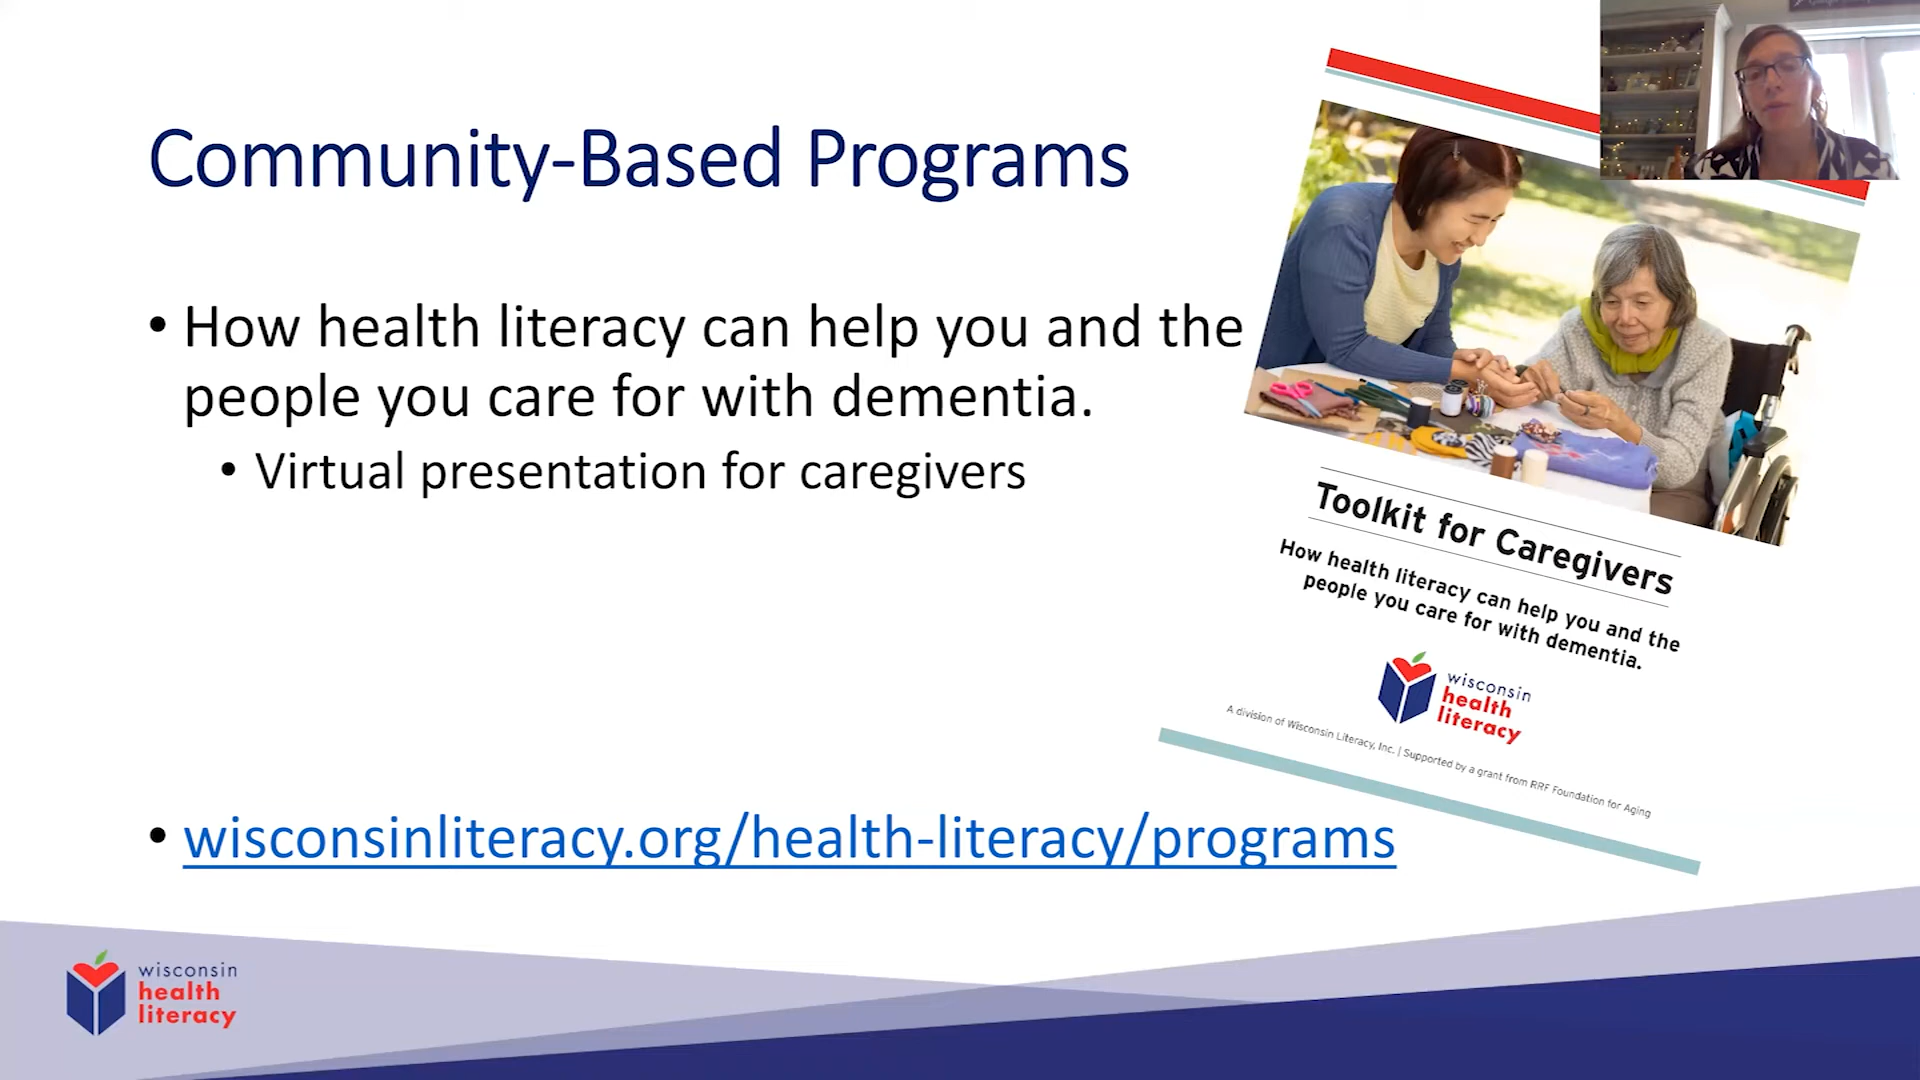 Community-Based Programs
• How health literacy can help you and the
people you care for with dementia.
• Virtual presentation for caregivers
• wisconsinliteracy.org/health-literacy/programs
Toolkit for Caregivers
How health literacy can help you and the
people you care for with dementia.
wisconsin
health
literacy
A division of Wisconsin Literacy, Inc. | Supported by a grant from RRF Foundation for Aging
wisconsin
health
literacy